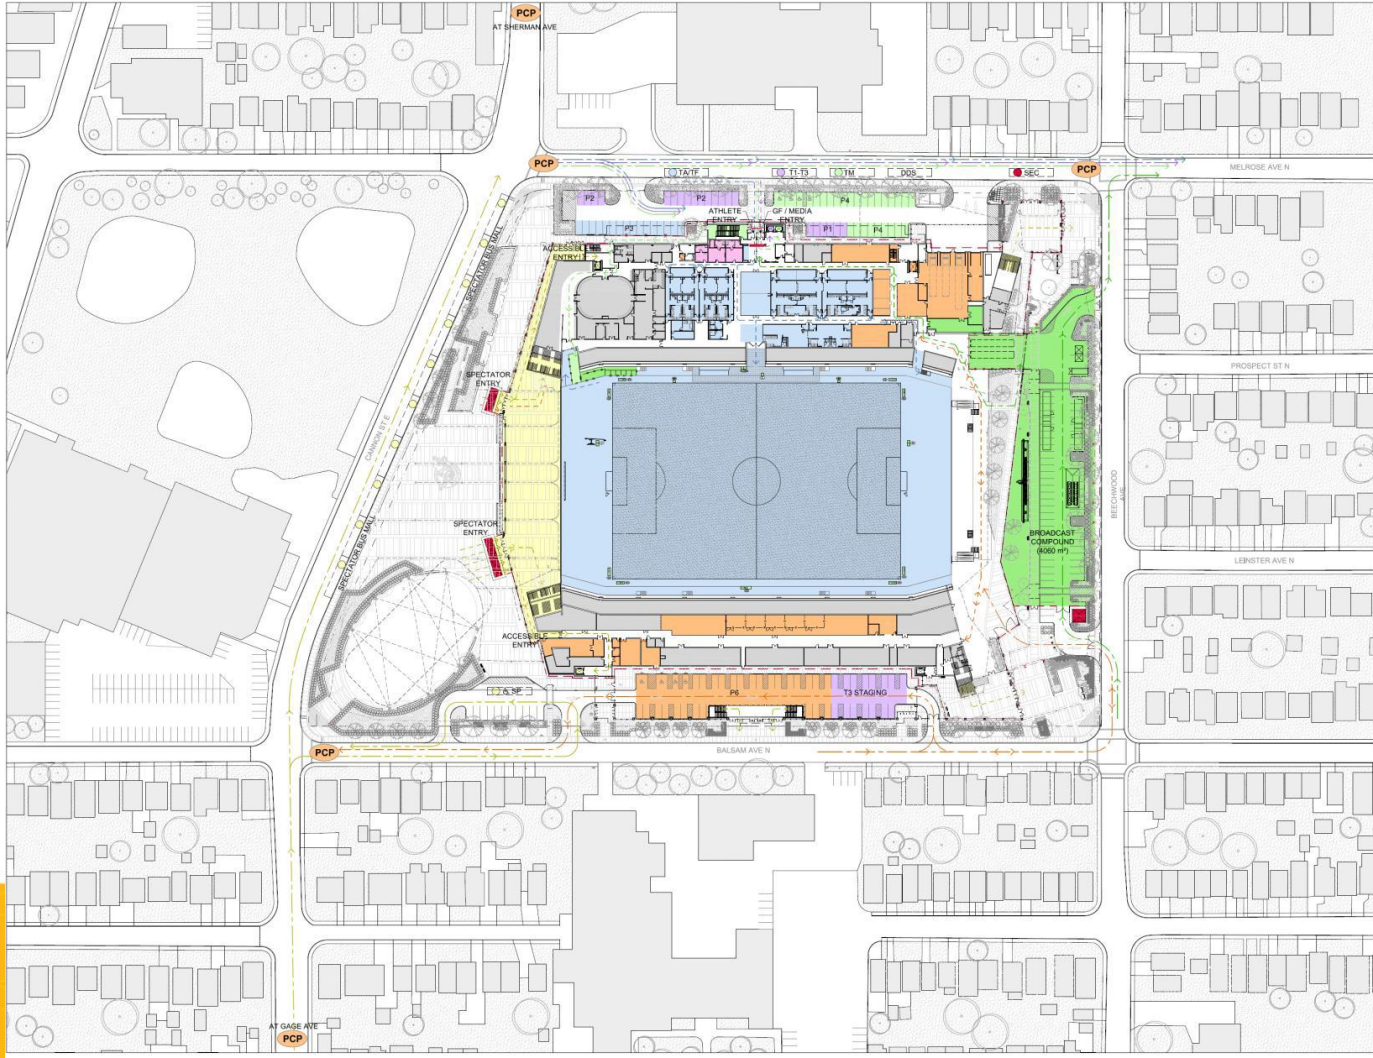 PCP
AT SHERMAN AVE
PCP
PCP
MELROSE AVE N
TA/TF
T1-T3
TM
DDS
SEC
P2
P2
P4
ATHLETE
ENTRY
GF / MEDIA
ENTRY
P3
P1
P4
ACCESSIBLE
ENTRY
SPECTATOR BUS MALL
SPECTATOR
ENTRY
PROSPECT ST N
CANNON ST E
SPECTATOR BUS MALL
SPECTATOR
ENTRY
BEECHWOOD
AVE
BROADCAST
COMPOUND
(4060 m²)
LEINSTER AVE N
ACCESSIBLE
ENTRY
SP
P6
T3 STAGING
PCP
BALSAM AVE N
AT GAGE AVE
PCP